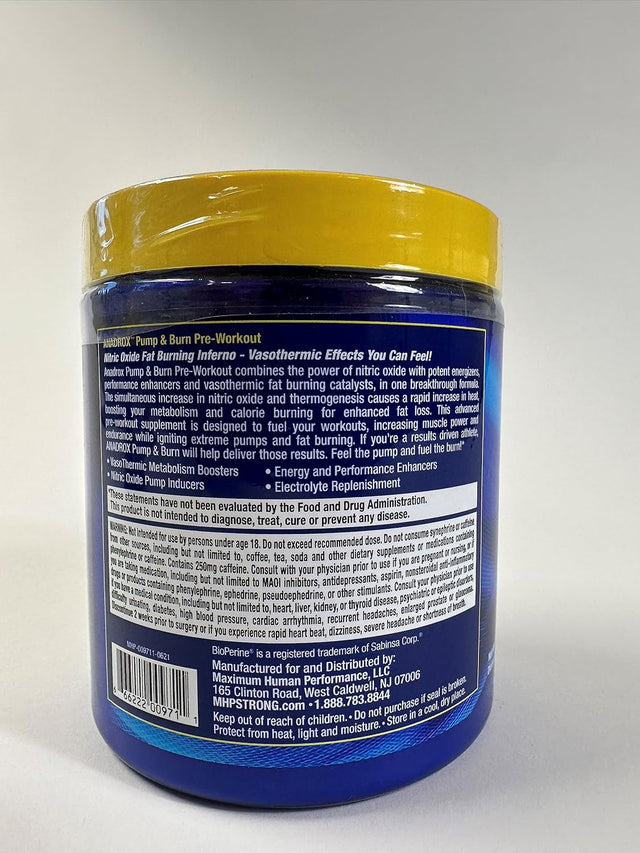 ANADROX™ Pump & Burn Pre-Workout
Nitric Oxide Fat Burning Inferno - Vasothermic Effects You Can Feel!
Anadrox Pump & Burn Pre-Workout combines the power of nitric oxide with potent energizers,
performance enhancers and vasothermic fat burning catalysts, in one breakthrough formula.
The simultaneous increase in nitric oxide and thermogenesis causes a rapid increase in heat,
boosting your metabolism and calorie burning for enhanced fat loss. This advanced
pre-workout supplement is designed to fuel your workouts, increasing muscle power and
endurance while igniting extreme pumps and fat burning. If you're a results driven athlete,
ANADROX Pump & Burn will help deliver those results. Feel the pump and fuel the burn!*
• VasoThermic Metabolism Boosters • Energy and Performance Enhancers
• Nitric Oxide Pump Inducers • Electrolyte Replenishment
*These statements have not been evaluated by the Food and Drug Administration.
This product is not intended to diagnose, treat, cure or prevent any disease.
WARNING: Not intended for use by persons under age 18. Do not exceed recommended dose. Do not consume synephrine or caffeine
from other sources, including but not limited to, coffee, tea, soda and other dietary supplements or medications containing
phenylephrine or caffeine. Contains 250mg caffeine. Consult with your physician prior to use if you are pregnant or nursing, or if
you are taking medication, including but not limited to MAOI inhibitors, antidepressants, aspirin, nonsteroidal anti-inflammatory
drugs or products containing phenylephrine, ephedrine, pseudoephedrine, or other stimulants. Consult your physician prior to use
if you have a medical condition, including but not limited to, heart, liver, kidney, or thyroid disease, psychiatric or epileptic disorders,
difficulty urinating, diabetes, high blood pressure, cardiac arrhythmia, recurrent headaches, enlarged prostate or glaucoma.
Discontinue 2 weeks prior to surgery or if you experience rapid heart beat, dizziness, severe headache or shortness of breath.
MHP-009711-0621
BioPerine® is a registered trademark of Sabinsa Corp.®
Manufactured for and Distributed by:
Maximum Human Performance, LLC
165 Clinton Road, West Caldwell, NJ 07006
MHPSTRONG.com • 1.888.783.8844
Keep out of reach of children. • Do not purchase if seal is broken.
Protect from heat, light and moisture. • Store in a cool, dry place.
66222 00971 1